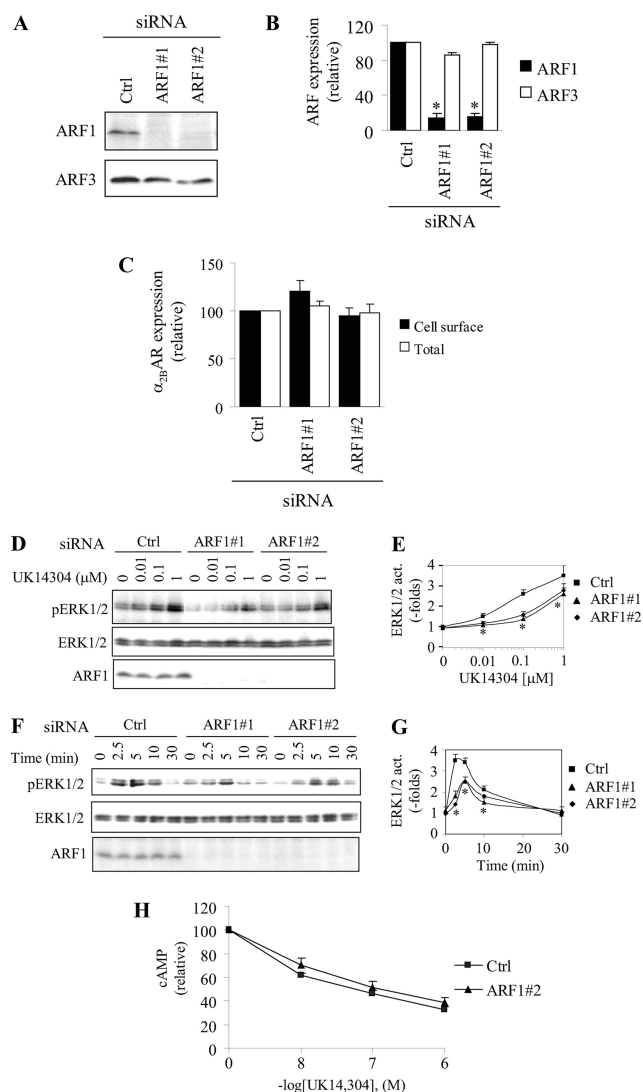 A
siRNA
Ctrl
ARF1#1
ARF1#2
ARF1
ARF3
B
ARF expression
(relative)
120
80
40
0
*
*
ARF1
ARF3
Ctrl
ARF1#1
ARF1#2
siRNA
C
α2BAR expression
(relative)
150
100
50
0
Cell surface
Total
Ctrl
ARF1#1
ARF1#2
siRNA
D
siRNA Ctrl ARF1#1 ARF1#2
UK14304 (μM) 0 0.01 0.1 1 0 0.01 0.1 1 0 0.01 0.1 1
pERK1/2
ERK1/2
ARF1
E
ERK1/2 act.
(-folds)
4
3
2
1
0
* * *
0 0.01 0.1 1
UK14304 [μM]
Ctrl
ARF1#1
ARF1#2
F
siRNA Ctrl ARF1#1 ARF1#2
Time (min) 0 2.5 5 10 30 0 2.5 5 10 30 0 2.5 5 10 30
pERK1/2
ERK1/2
ARF1
G
ERK1/2 act.
(-folds)
4
2
0
* * *
0 10 20 30
Time (min)
Ctrl
ARF1#1
ARF1#2
H
cAMP
(relative)
120
100
80
60
40
20
0
0 8 7 6
-log[UK14,304], (M)
Ctrl
ARF1#2